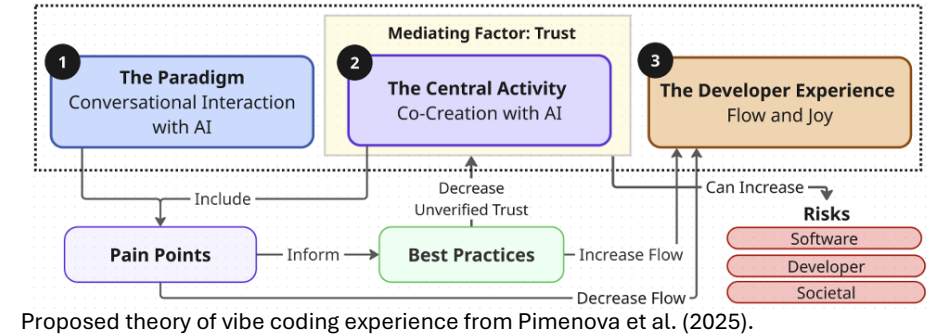 Mediating Factor: Trust
1
The Paradigm
Conversational Interaction
with AI
2
The Central Activity
Co-Creation with AI
3
The Developer Experience
Flow and Joy
Include
Decrease
Unverified Trust
Can Increase
Risks
Software
Developer
Societal
Pain Points
Inform
Best Practices
Increase Flow
Decrease Flow
Proposed theory of vibe coding experience from Pimenova et al. (2025).